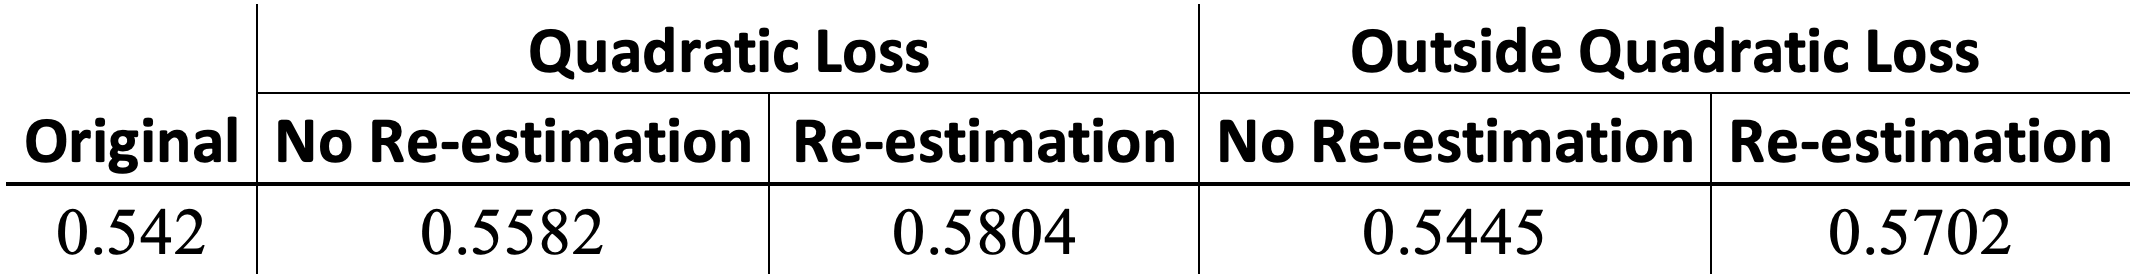 Quadratic Loss Outside Quadratic Loss
Original No Re-estimation Re-estimation No Re-estimation Re-estimation
0.542 0.5582 0.5804 0.5445 0.5702